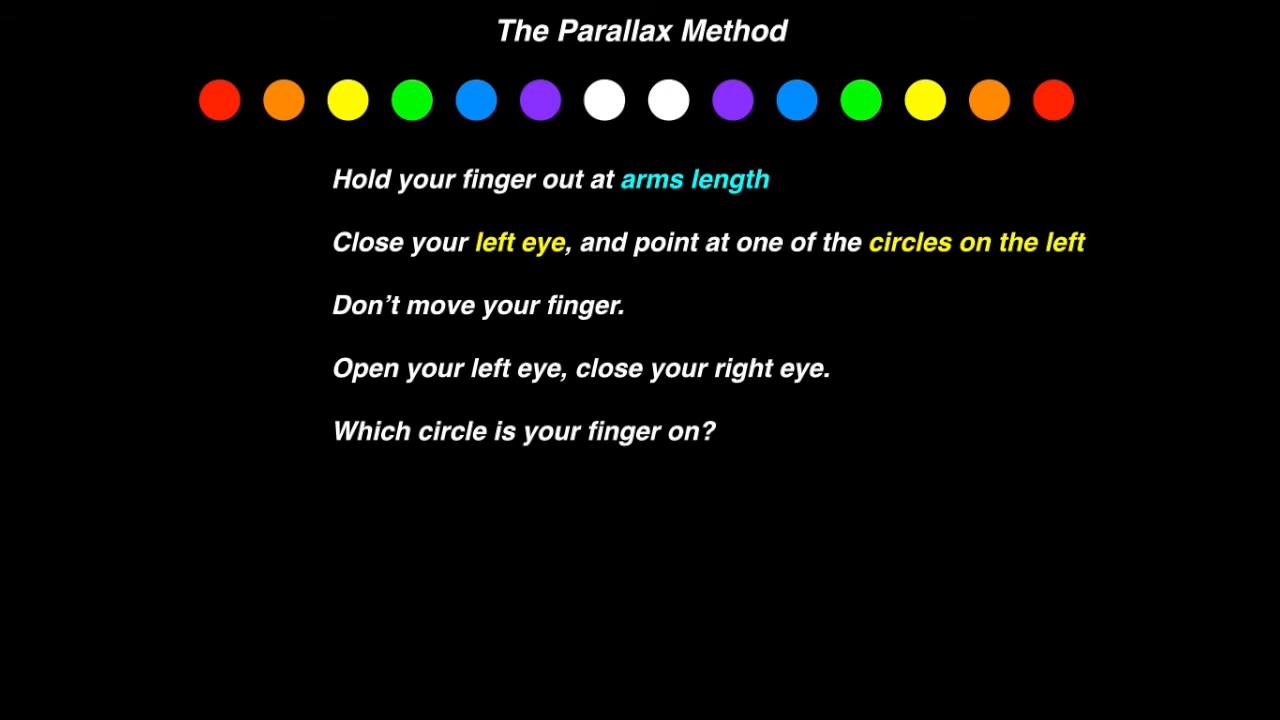 The Parallax Method
Hold your finger out at arms length
Close your left eye, and point at one of the circles on the left
Don’t move your finger.
Open your left eye, close your right eye.
Which circle is your finger on?